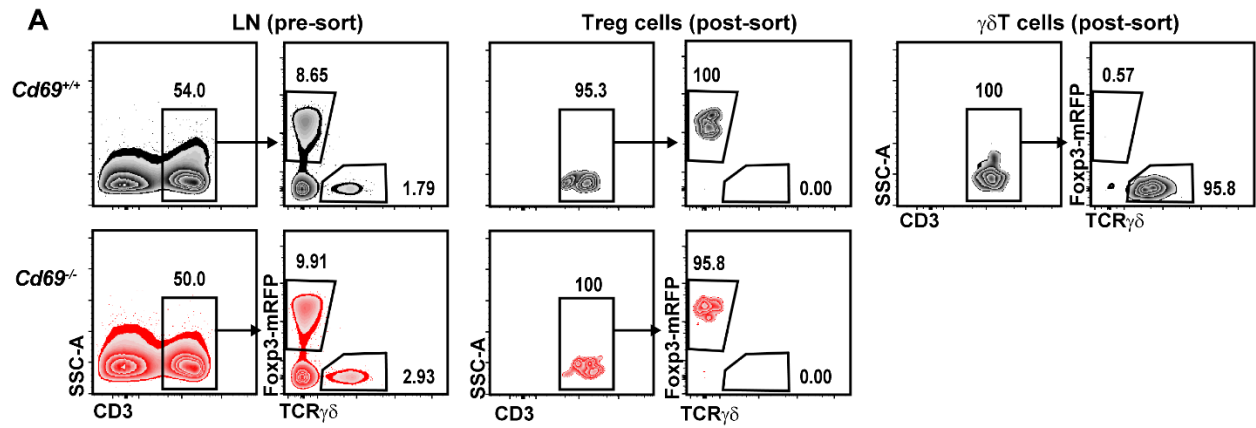 A
LN (pre-sort)
Treg cells (post-sort)
γδT cells (post-sort)
Cd69+/+
54.0
8.65
1.79
95.3
100
0.00
100
0.57
95.8
SSC-A
CD3
Foxp3-mRFP
TCRγδ
Cd69-/-
50.0
9.91
2.93
SSC-A
CD3
Foxp3-mRFP
TCRγδ
100
95.8
0.00
SSC-A
CD3
Foxp3-mRFP
TCRγδ